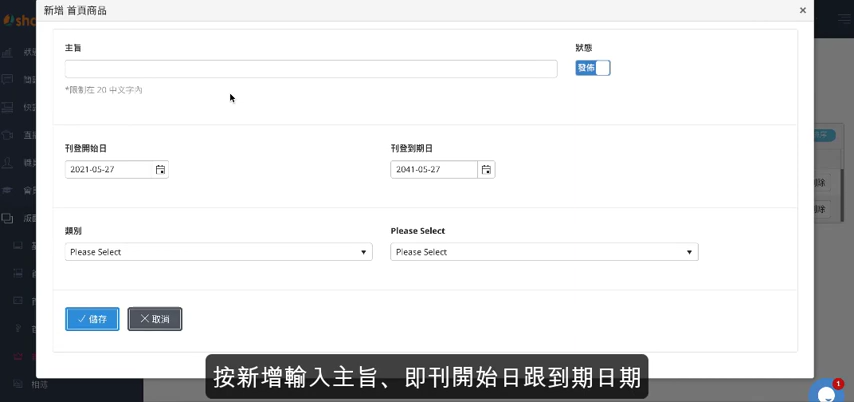 新增 首頁商品
×
主旨
狀態
發佈
*限制在 20 中文字內
刊登開始日
刊登到期日
2021-05-27
2041-05-27
類別
Please Select
Please Select
Please Select
儲存
取消
按新增輸入主旨、即刊開始日跟到期日期
1